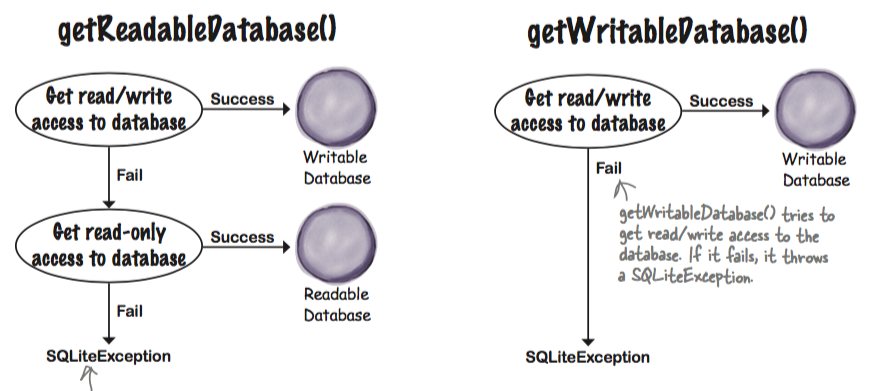 getReadableDatabase()
Get read/write
access to database
Success
Writable
Database
Fail
Get read-only
access to database
Success
Readable
Database
Fail
SQLiteException
getWritableDatabase()
Get read/write
access to database
Success
Writable
Database
Fail
getWritableDatabase() tries to
get read/write access to the
database. If it fails, it throws
a SQLiteException.
SQLiteException